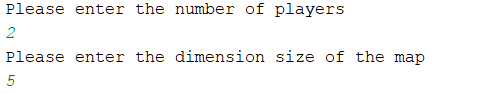 Please enter the number of players
2
Please enter the dimension size of the map
5